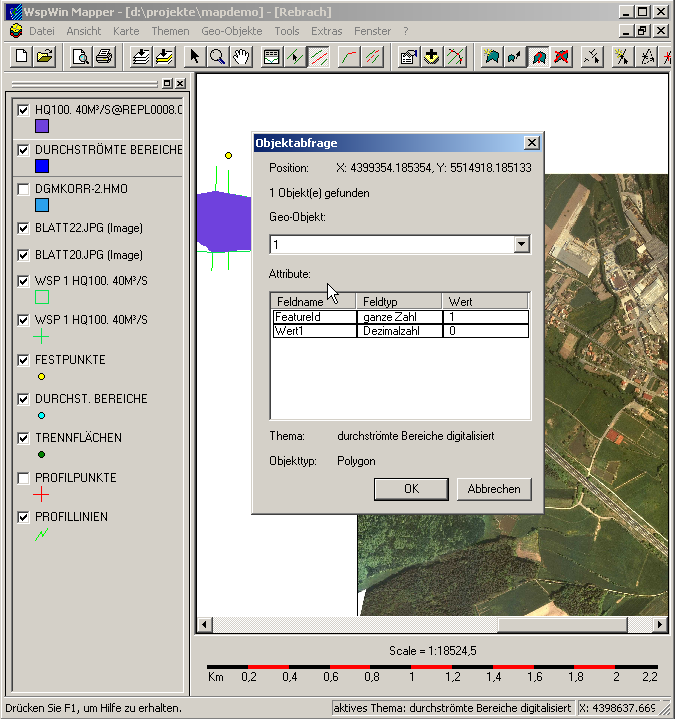 WspWin Mapper - [d:\projekte\mapdemo] - [Rebrach]
Datei Ansicht Karte Themen Geo-Objekte Tools Extras Fenster ?
HQ100. 40M³/S@REPL0008.0
DURCHSTRÖMTE BEREICHE
DGMKORR-2.HMO
BLATT22.JPG (Image)
BLATT20.JPG (Image)
WSP 1 HQ100. 40M³/S
WSP 1 HQ100. 40M³/S
FESTPUNKTE
DURCHST. BEREICHE
TRENNFLÄCHEN
PROFILPUNKTE
PROFILLINIEN
Objektabfrage
Position: X: 4399354.185354, Y: 5514918.185133
1 Objekt(e) gefunden
Geo-Objekt:
1
Attribute:
Feldname Feldtyp Wert
FeatureId ganze Zahl 1
Wert1 Dezimalzahl 0
Thema: durchströmte Bereiche digitalisiert
Objekttyp: Polygon
OK Abbrechen
Scale = 1:18524,5
Km 0,2 0,4 0,6 0,8 1 1,2 1,4 1,6 1,8 2 2,2
Drücken Sie F1, um Hilfe zu erhalten. aktives Thema: durchströmte Bereiche digitalisiert X: 4398637.669